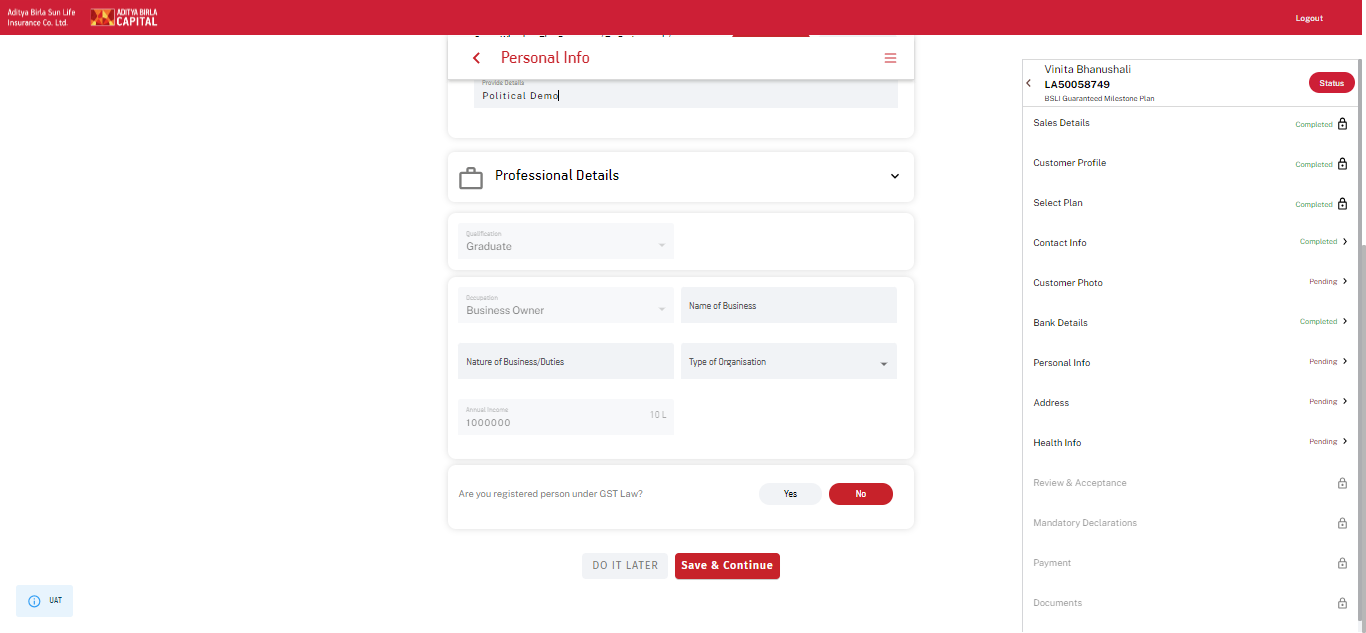 Aditya Birla Sun Life
Insurance Co. Ltd.
ADITYA BIRLA
CAPITAL
Logout
Personal Info
Provide Details
Political Demo
Professional Details
Qualification
Graduate
Occupation
Business Owner
Name of Business
Nature of Business/Duties
Type of Organisation
Annual Income
1000000
10 L
Are you registered person under GST Law?
Yes
No
DO IT LATER
Save & Continue
UAT
Vinita Bhanushali
LA50058749
BSLI Guaranteed Milestone Plan
Status
Sales Details
Completed
Customer Profile
Completed
Select Plan
Completed
Contact Info
Completed
Customer Photo
Pending
Bank Details
Completed
Personal Info
Pending
Address
Pending
Health Info
Pending
Review & Acceptance
Mandatory Declarations
Payment
Documents